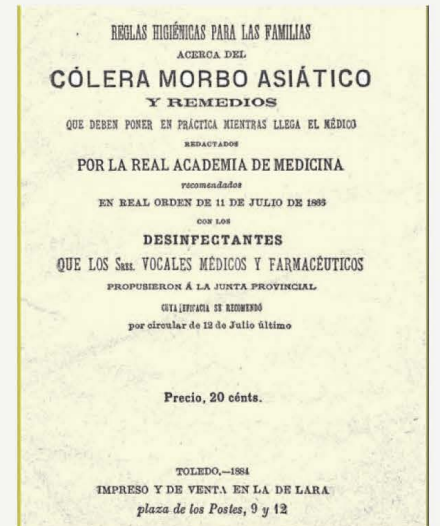 REGLAS HIGIÉNICAS PARA LAS FAMILIAS
ACERCA DEL
CÓLERA MORBO ASIÁTICO
Y REMEDIOS
QUE DEBEN PONER EN PRÁCTICA MIENTRAS LLEGA EL MÉDICO
REDACTADOS
POR LA REAL ACADEMIA DE MEDICINA
recomendados
EN REAL ORDEN DE 11 DE JULIO DE 1866
CON LOS
DESINFECTANTES
QUE LOS SRES. VOCALES MÉDICOS Y FARMACÉUTICOS
PROPUSIERON Á LA JUNTA PROVINCIAL
CUYA EFICACIA SE RECOMENDÓ
por circular de 12 de Julio último
Precio, 20 cénts.
TOLEDO.—1884
IMPRESO Y DE VENTA EN LA DE LARA
plaza de los Postes, 9 y 12